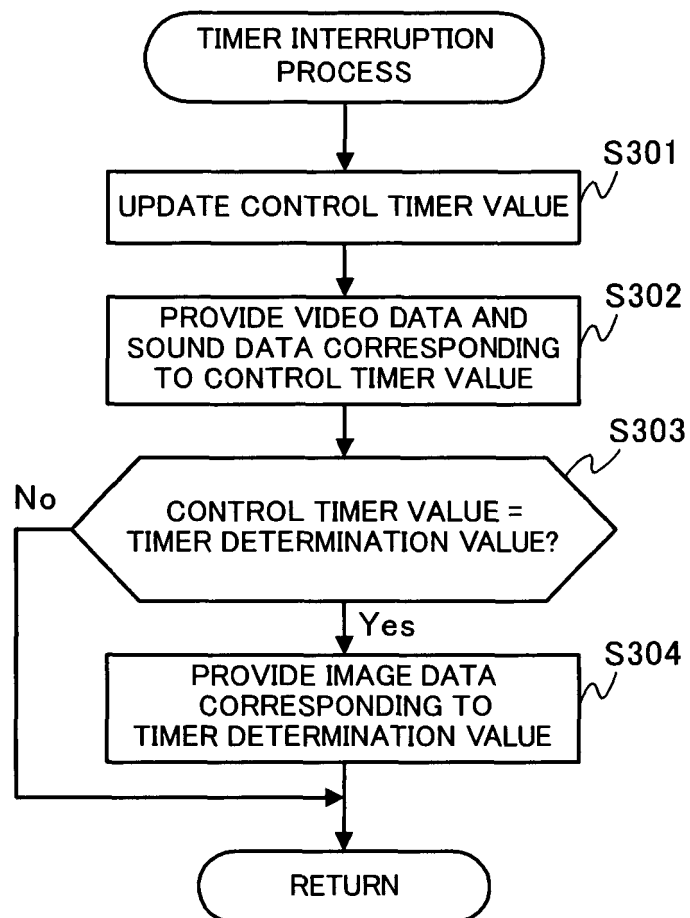 TIMER INTERRUPTION
PROCESS
S301
UPDATE CONTROL TIMER VALUE
S302
PROVIDE VIDEO DATA AND
SOUND DATA CORRESPONDING
TO CONTROL TIMER VALUE
S303
No
CONTROL TIMER VALUE =
TIMER DETERMINATION VALUE?
Yes
S304
PROVIDE IMAGE DATA
CORRESPONDING TO
TIMER DETERMINATION VALUE
RETURN